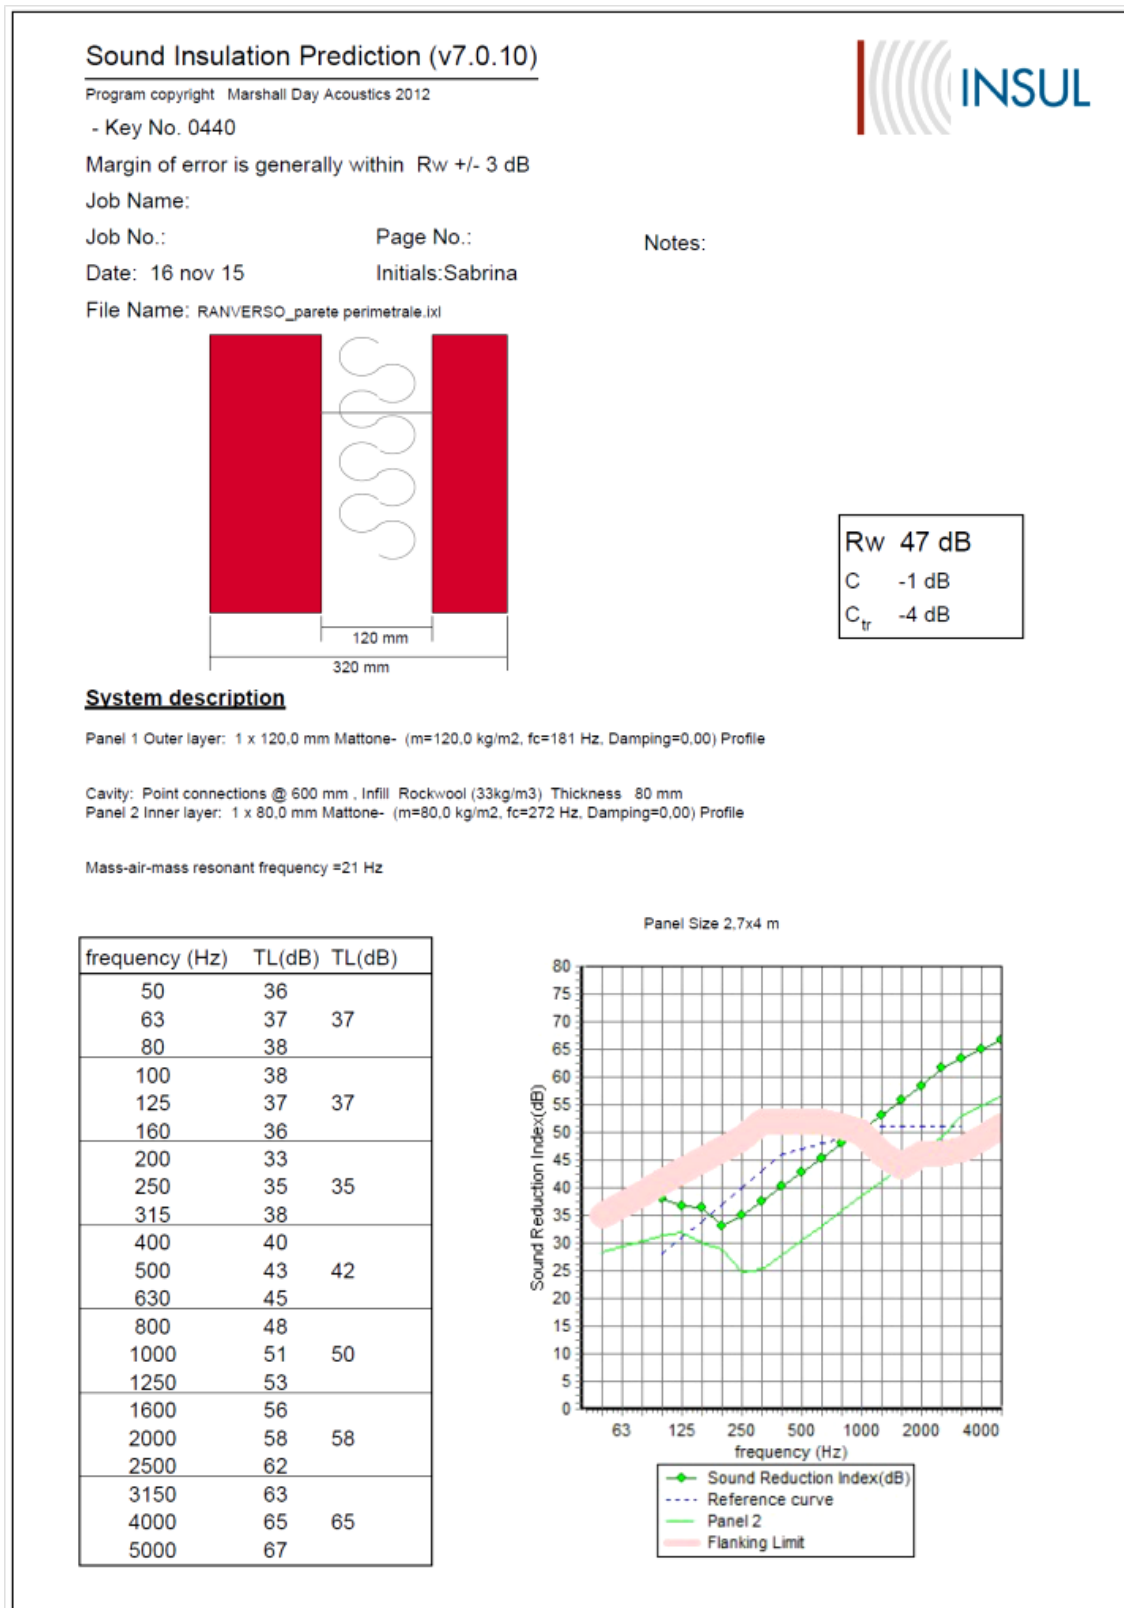 Sound Insulation Prediction (v7.0.10)
INSUL
Program copyright Marshall Day Acoustics 2012
- Key No. 0440
Margin of error is generally within Rw +/- 3 dB
Job Name:
Job No.: Page No.: Notes:
Date: 16 nov 15 Initials:Sabrina
File Name: RANVERSO_parete perimetrale.ixl
120 mm
320 mm
Rw 47 dB
C -1 dB
Ctr -4 dB
System description
Panel 1 Outer layer: 1 x 120,0 mm Mattone- (m=120,0 kg/m2, fc=181 Hz, Damping=0,00) Profile
Cavity: Point connections @ 600 mm , Infill Rockwool (33kg/m3) Thickness 80 mm
Panel 2 Inner layer: 1 x 80,0 mm Mattone- (m=80,0 kg/m2, fc=272 Hz, Damping=0,00) Profile
Mass-air-mass resonant frequency =21 Hz
frequency (Hz) TL(dB) TL(dB)
50 36
63 37 37
80 38
100 38
125 37 37
160 36
200 33
250 35 35
315 38
400 40
500 43 42
630 45
800 48
1000 51 50
1250 53
1600 56
2000 58 58
2500 62
3150 63
4000 65 65
5000 67
Panel Size 2,7x4 m
Sound Reduction Index(dB)
80
75
70
65
60
55
50
45
40
35
30
25
20
15
10
5
0
63 125 250 500 1000 2000 4000
frequency (Hz)
Sound Reduction Index(dB)
Reference curve
Panel 2
Flanking Limit